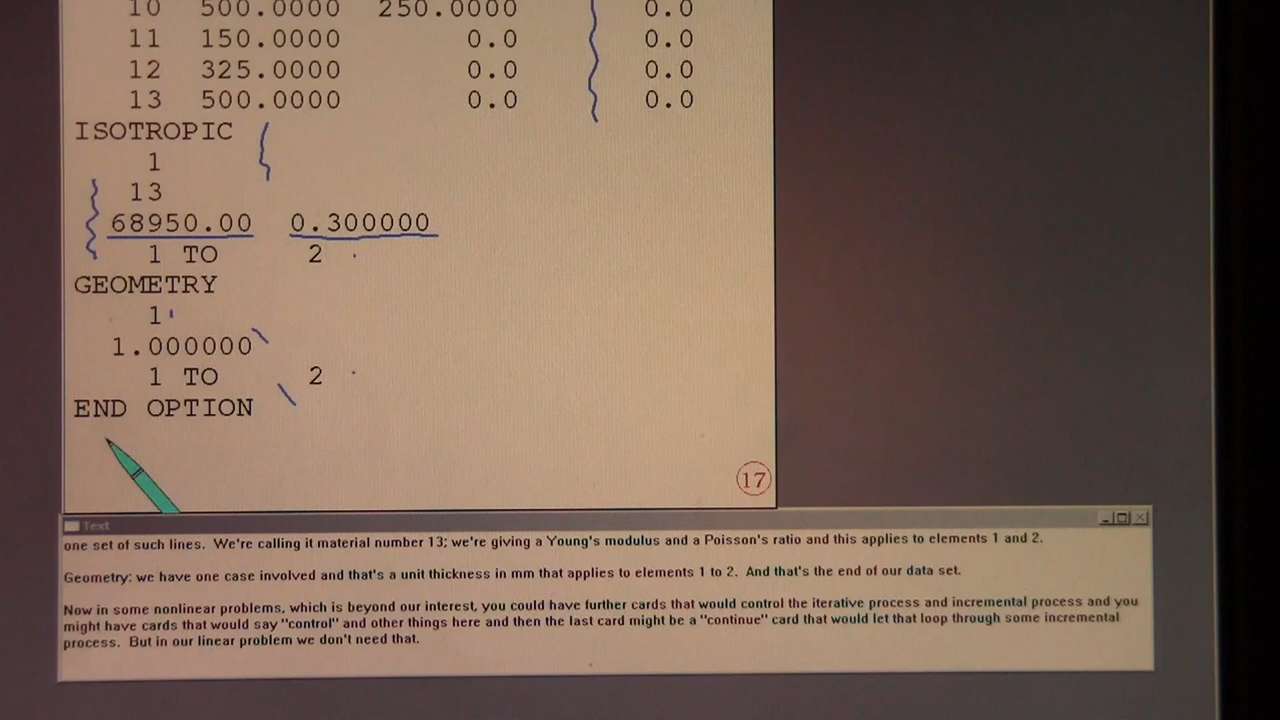 10 500.0000 250.0000 0.0
11 150.0000 0.0 0.0
12 325.0000 0.0 0.0
13 500.0000 0.0 0.0
ISOTROPIC
1
13
68950.00 0.300000
1 TO 2
GEOMETRY
1
1.000000
1 TO 2
END OPTION
17
Text
one set of such lines. We're calling it material number 13; we're giving a Young's modulus and a Poisson's ratio and this applies to elements 1 and 2.
Geometry: we have one case involved and that's a unit thickness in mm that applies to elements 1 to 2. And that's the end of our data set.
Now in some nonlinear problems, which is beyond our interest, you could have further cards that would control the iterative process and incremental process and you
might have cards that would say "control" and other things here and then the last card might be a "continue" card that would let that loop through some incremental
process. But in our linear problem we don't need that.